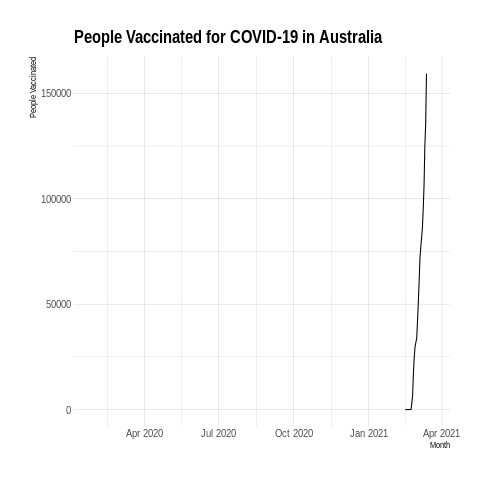 People Vaccinated for COVID-19 in Australia
People Vaccinated
150000
100000
50000
0
Apr 2020 Jul 2020 Oct 2020 Jan 2021 Apr 2021
Month